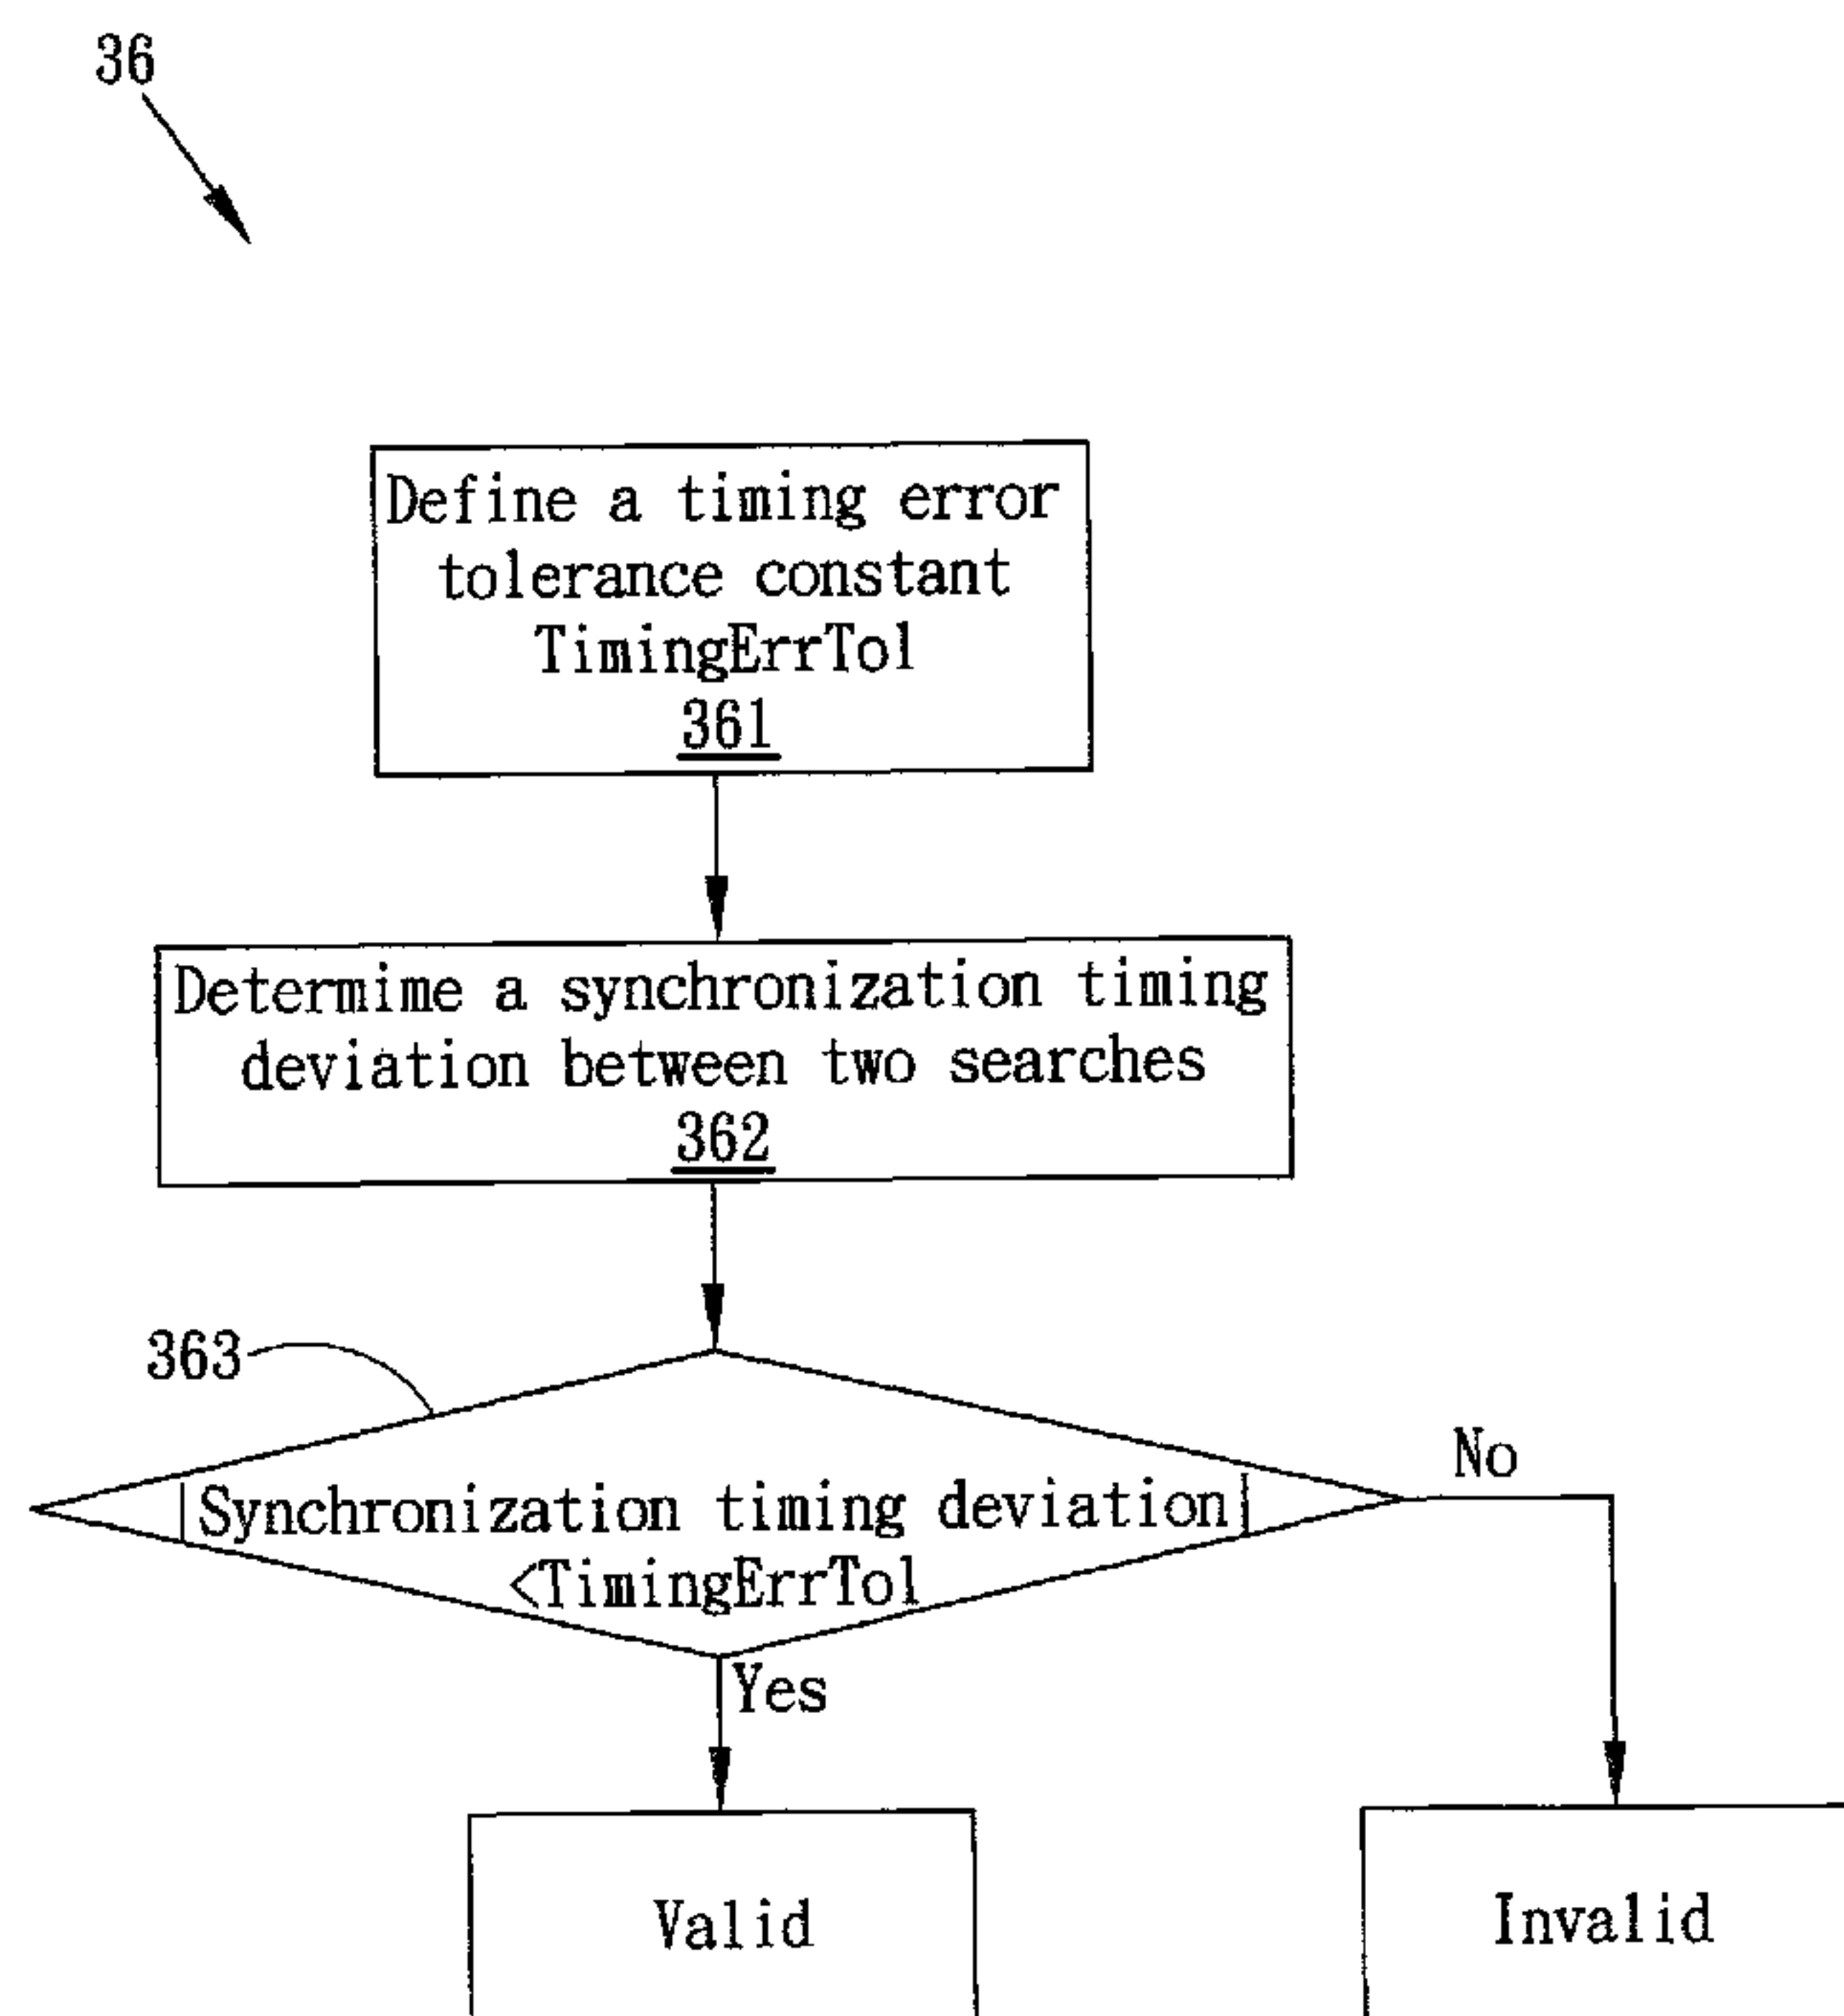 36
Define a timing error
tolerance constant
TimingErrTol
361
Determime a synchronization timing
deviation between two searches
362
363
|Synchronization timing deviation|
<TimingErrTol
No
Yes
Valid
Invalid